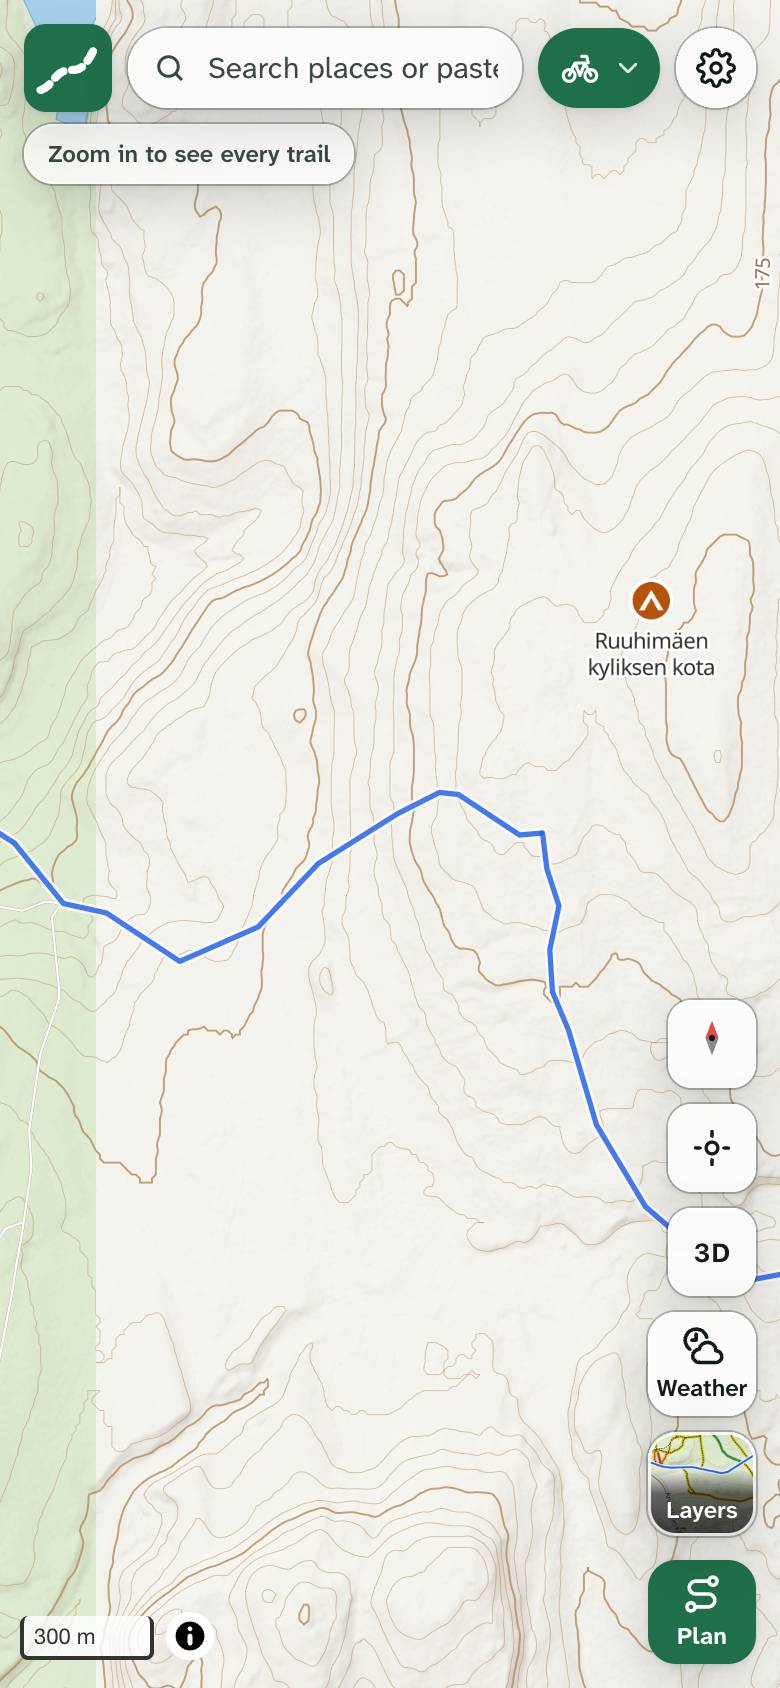 Search places or paste
Zoom in to see every trail
175
Ruuhimäen
kyliksen kota
3D
Weather
Layers
300 m
Plan